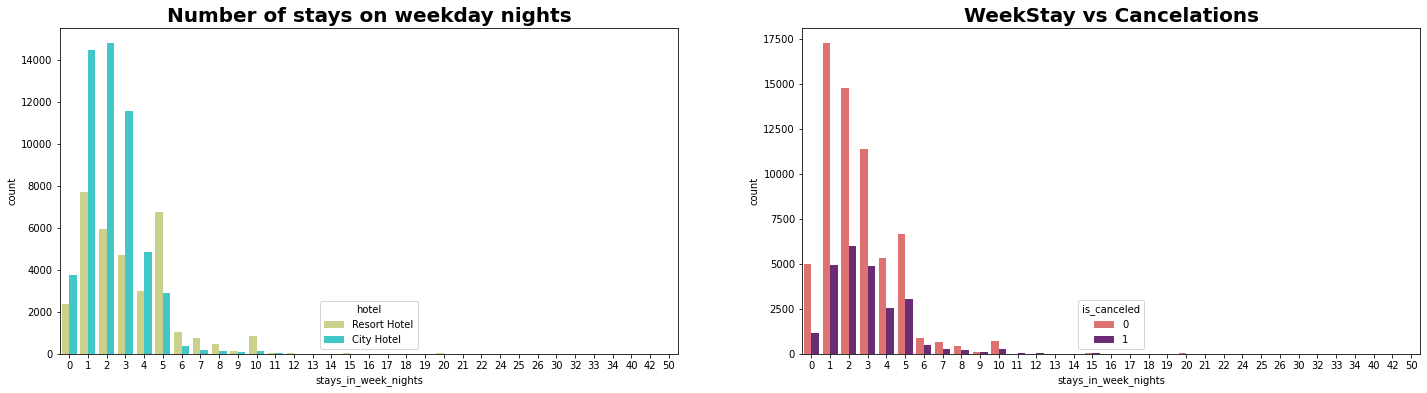 Number of stays on weekday nights
14000
12000
10000
8000
6000
4000
2000
0
count
hotel
Resort Hotel
City Hotel
0 1 2 3 4 5 6 7 8 9 10 11 12 13 14 15 16 17 18 19 20 21 22 24 25 26 30 32 33 34 40 42 50
stays_in_week_nights
WeekStay vs Cancelations
17500
15000
12500
10000
7500
5000
2500
0
count
is_canceled
0
1
0 1 2 3 4 5 6 7 8 9 10 11 12 13 14 15 16 17 18 19 20 21 22 24 25 26 30 32 33 34 40 42 50
stays_in_week_nights